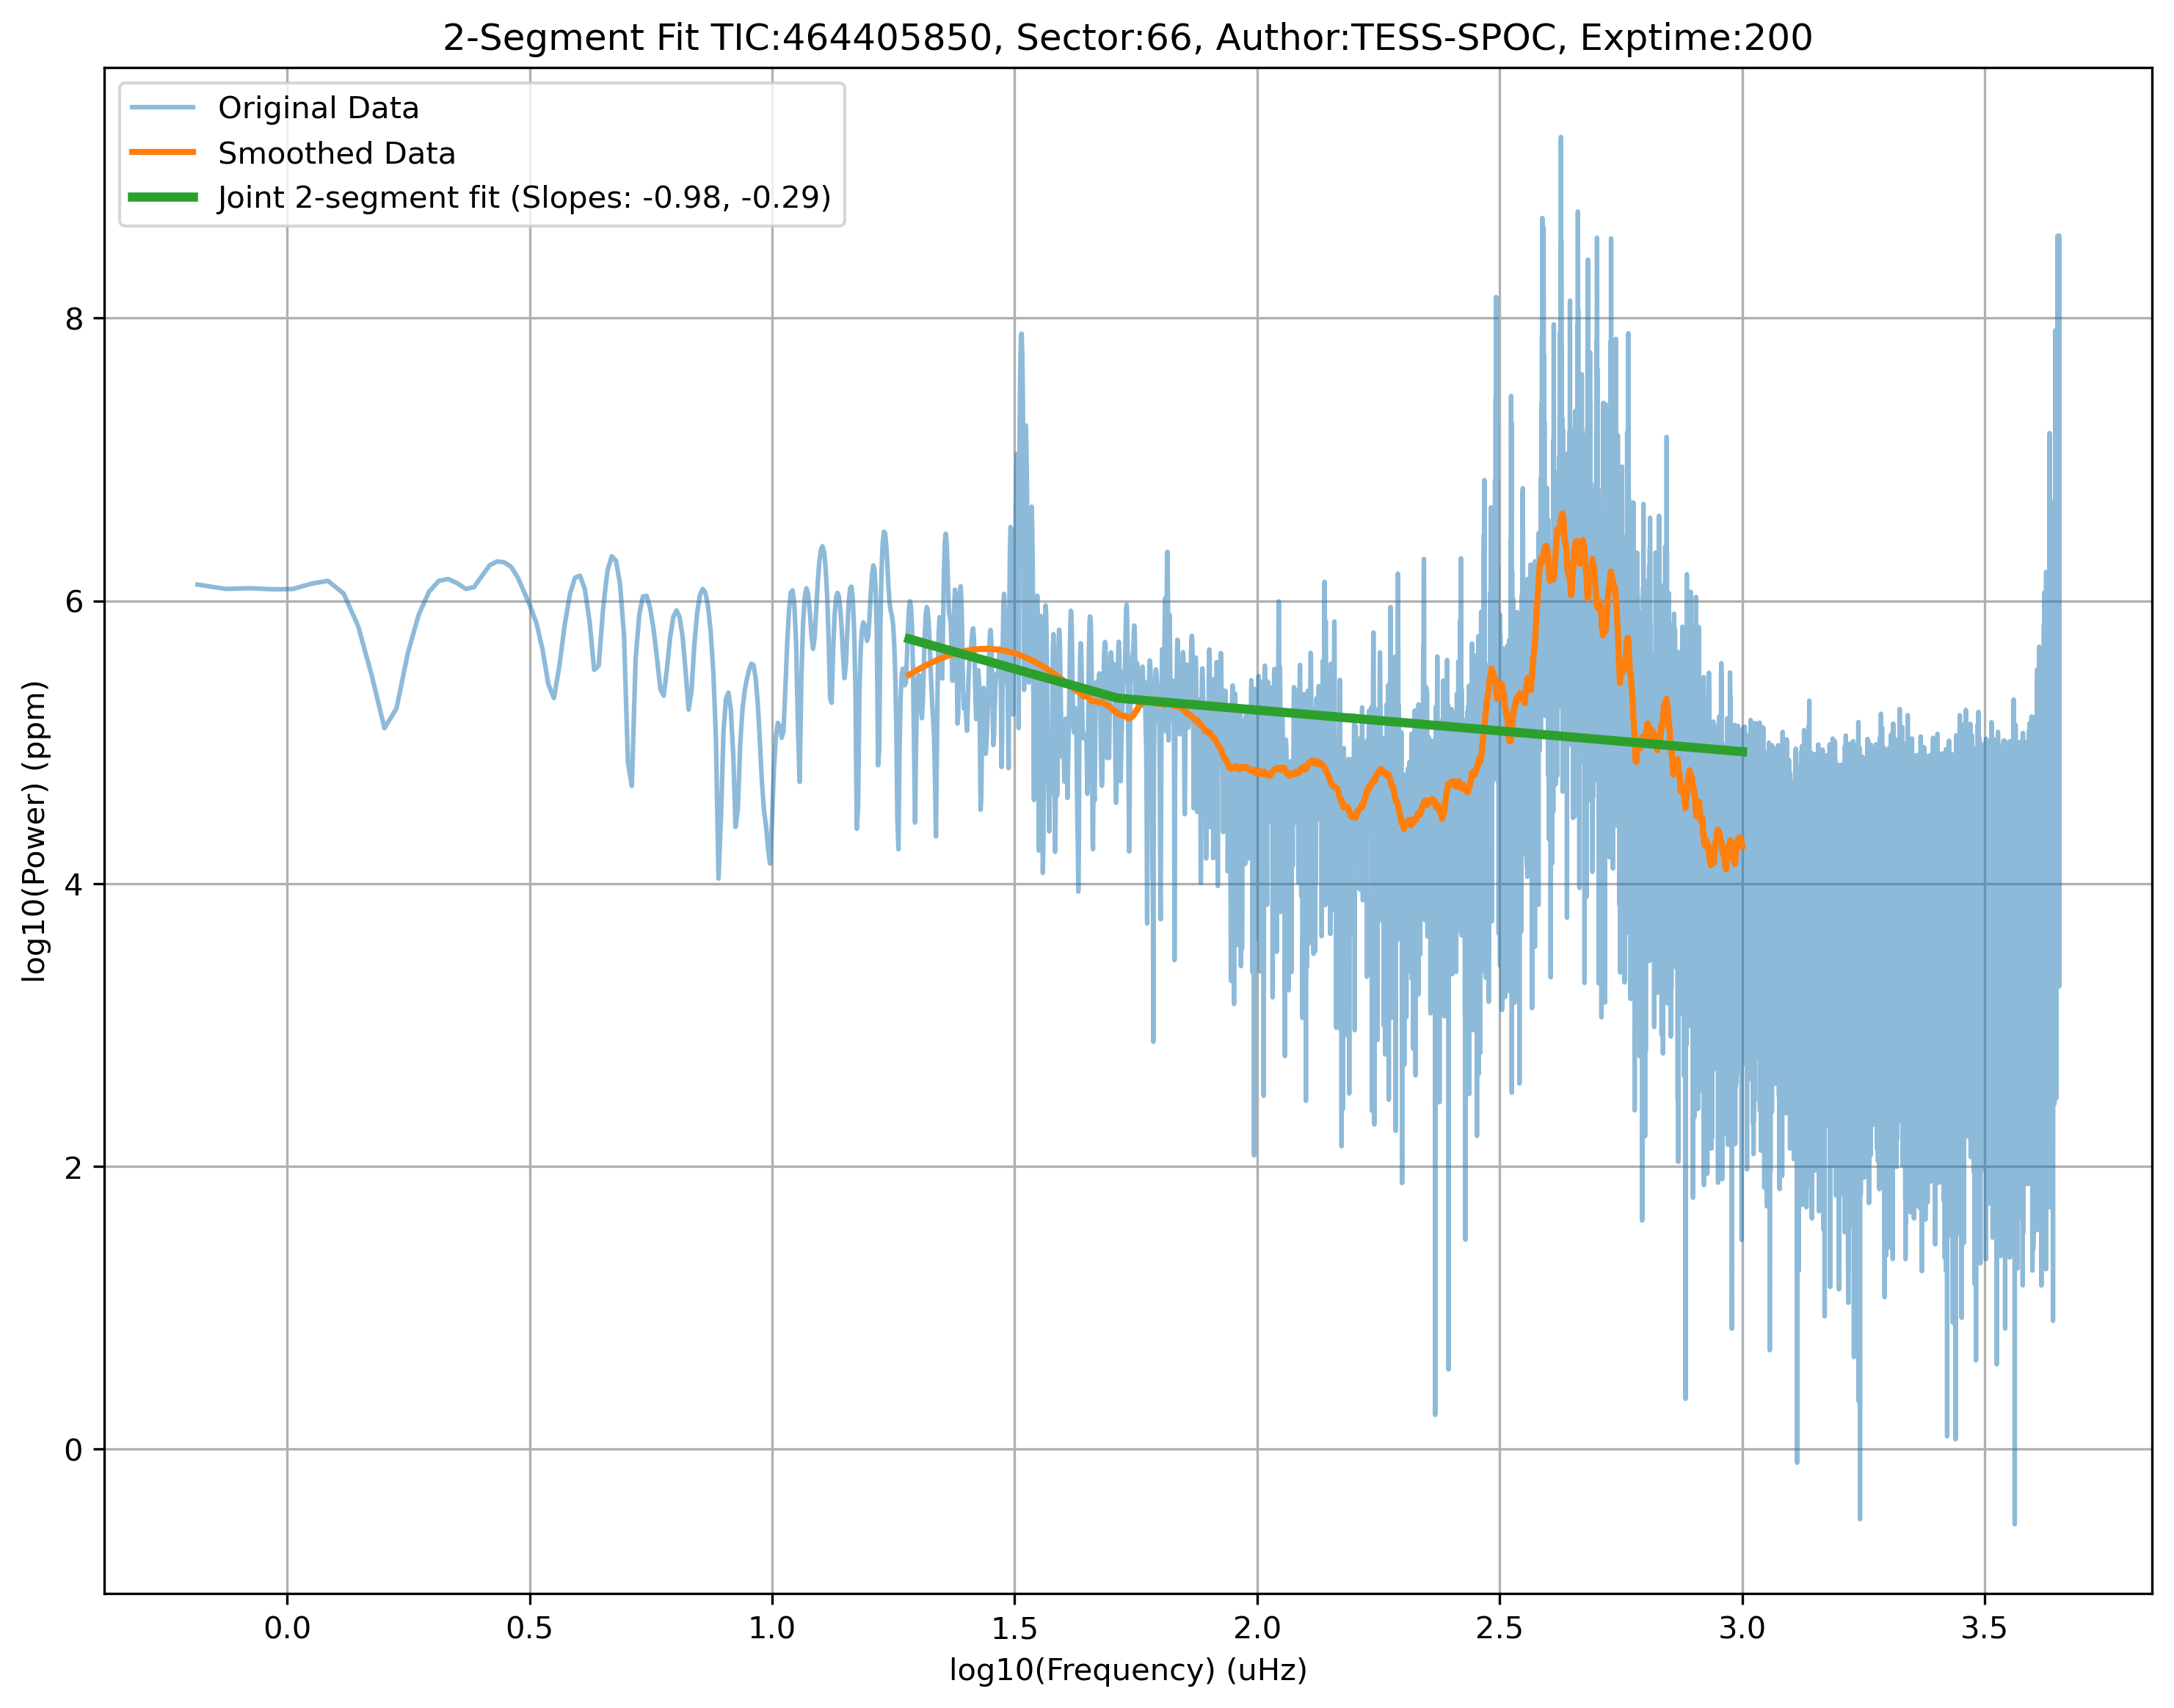 2-Segment Fit TIC:464405850, Sector:66, Author:TESS-SPOC, Exptime:200
Original Data
Smoothed Data
Joint 2-segment fit (Slopes: -0.98, -0.29)
log10(Power) (ppm)
8
6
4
2
0
0.0 0.5 1.0 1.5 2.0 2.5 3.0 3.5
log10(Frequency) (uHz)